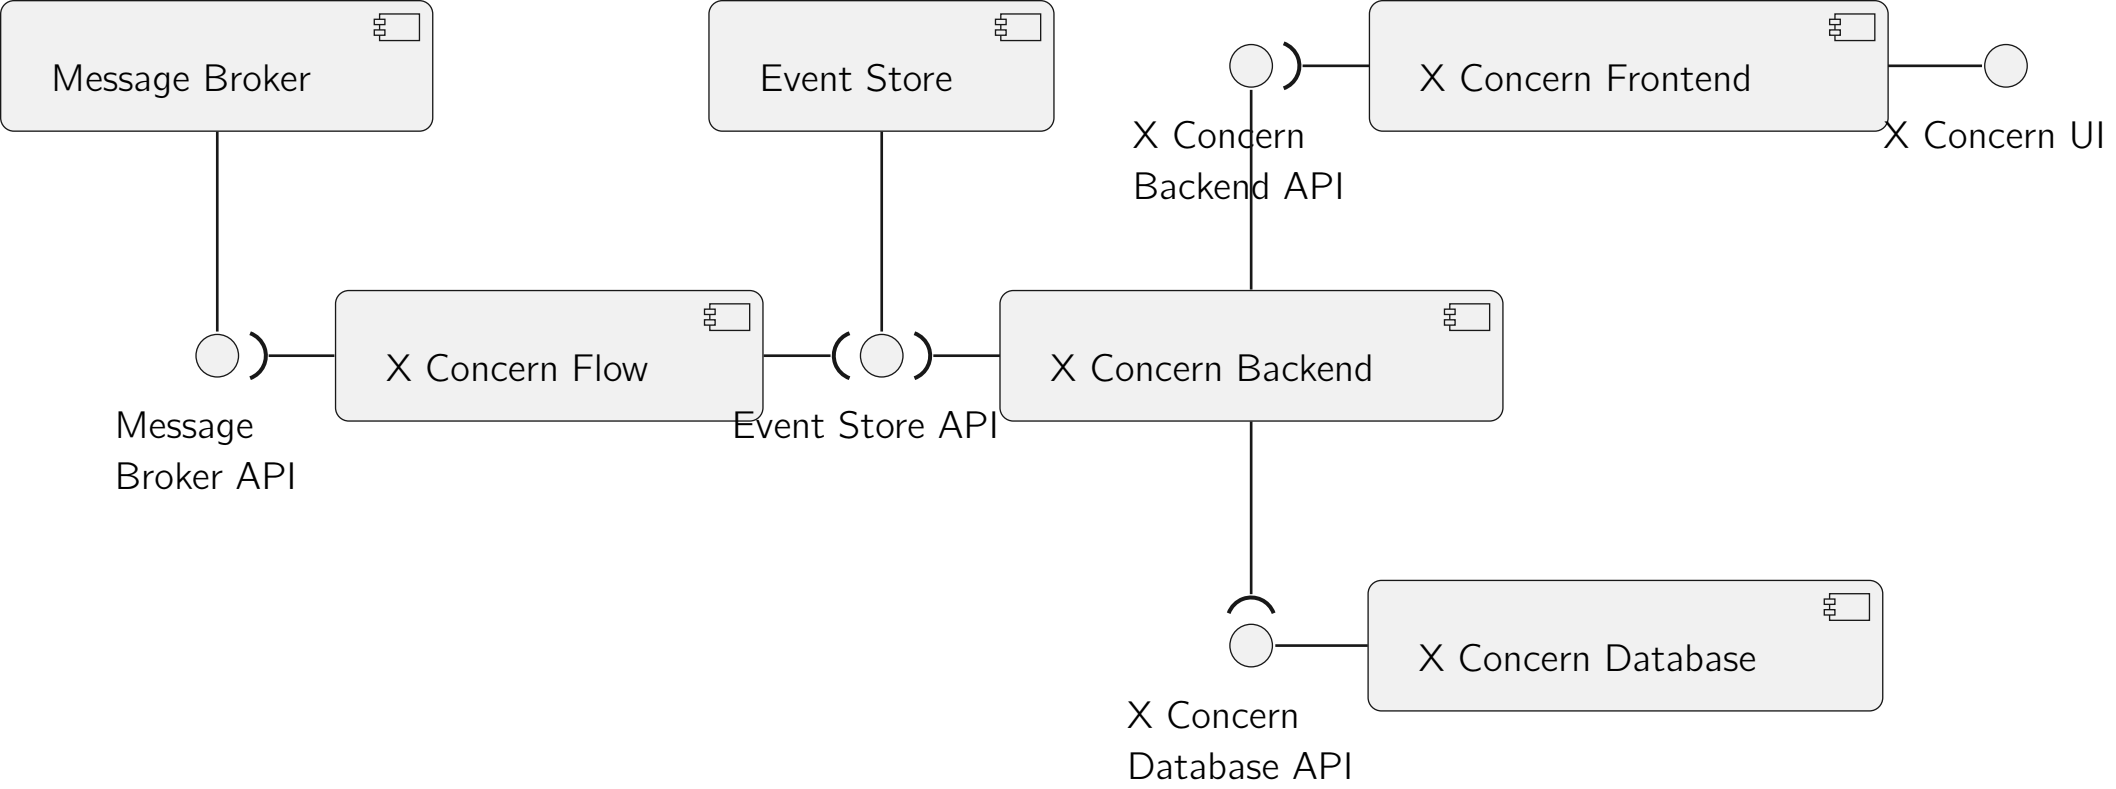 Message Broker
Event Store
X Concern Frontend
X Concern
Backend API
X Concern UI
X Concern Flow
X Concern Backend
Message
Broker API
Event Store API
X Concern Database
X Concern
Database API